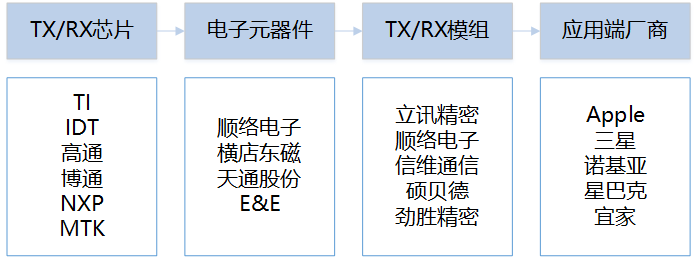 TX/RX芯片
电子元器件
TX/RX模组
应用端厂商
TI
IDT
高通
博通
NXP
MTK
顺络电子
横店东磁
天通股份
E&E
立讯精密
顺络电子
信维通信
硕贝德
劲胜精密
Apple
三星
诺基亚
星巴克
宜家